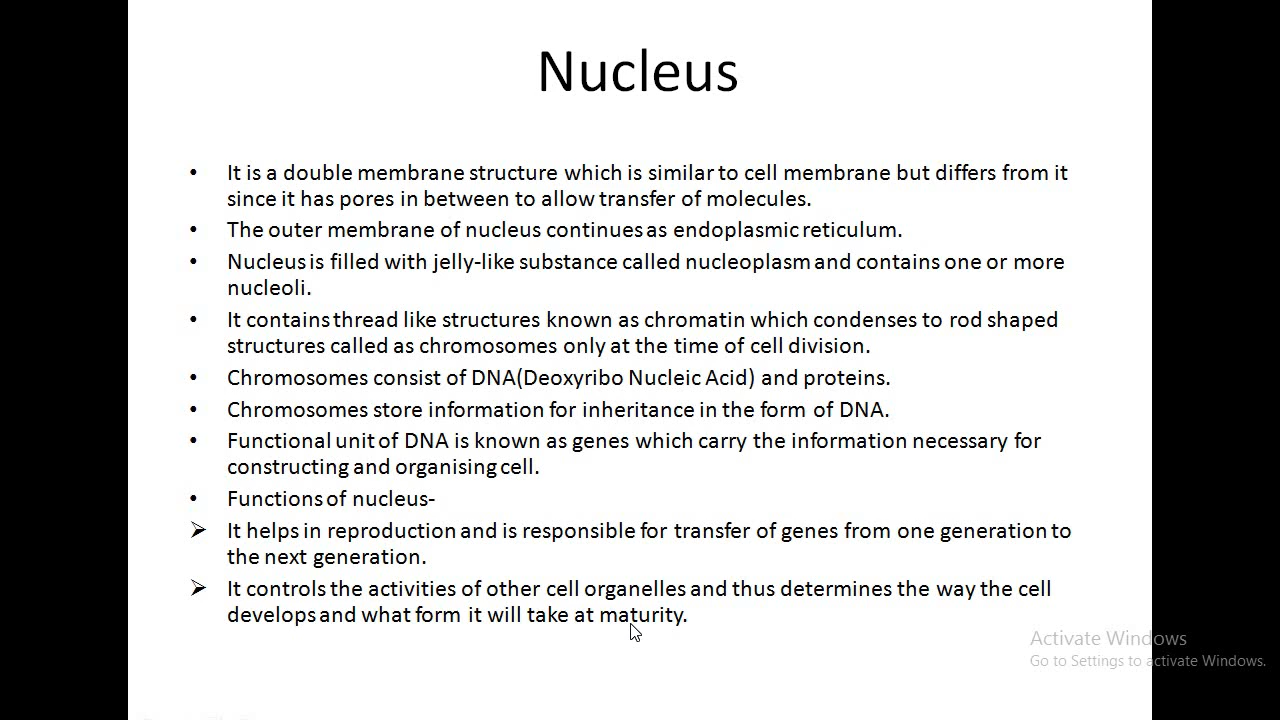 Nucleus
• It is a double membrane structure which is similar to cell membrane but differs from it
since it has pores in between to allow transfer of molecules.
• The outer membrane of nucleus continues as endoplasmic reticulum.
• Nucleus is filled with jelly-like substance called nucleoplasm and contains one or more
nucleoli.
• It contains thread like structures known as chromatin which condenses to rod shaped
structures called as chromosomes only at the time of cell division.
• Chromosomes consist of DNA(Deoxyribo Nucleic Acid) and proteins.
• Chromosomes store information for inheritance in the form of DNA.
• Functional unit of DNA is known as genes which carry the information necessary for
constructing and organising cell.
• Functions of nucleus-
➢ It helps in reproduction and is responsible for transfer of genes from one generation to
the next generation.
➢ It controls the activities of other cell organelles and thus determines the way the cell
develops and what form it will take at maturity.
Activate Windows
Go to Settings to activate Windows.